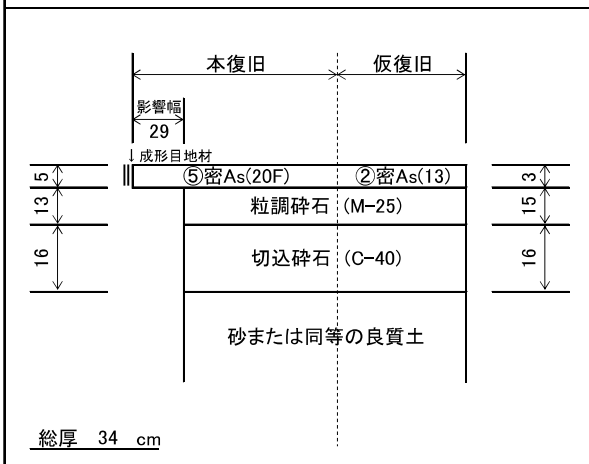 本復旧 仮復旧
影響幅
29
↓成形目地材
5 ⑤密As(20F) ②密As(13) 3
13 粒調砕石 (M-25) 15
16 切込砕石 (C-40) 16
砂または同等の良質土
総厚 34 cm